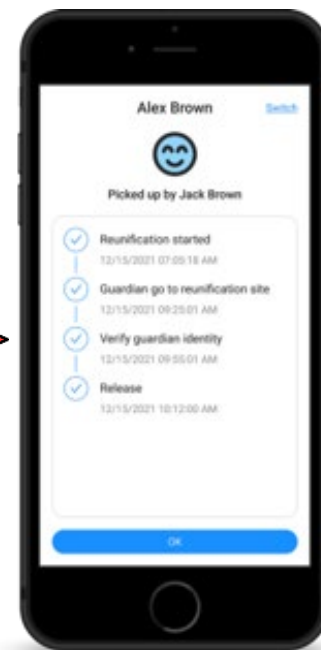 Alex Brown
Switch
Picked up by Jack Brown
Reunification started
12/15/2021 07:05:18 AM
Guardian go to reunification site
12/15/2021 09:25:01 AM
Verify guardian identity
12/15/2021 09:55:01 AM
Release
12/15/2021 10:12:00 AM
OK